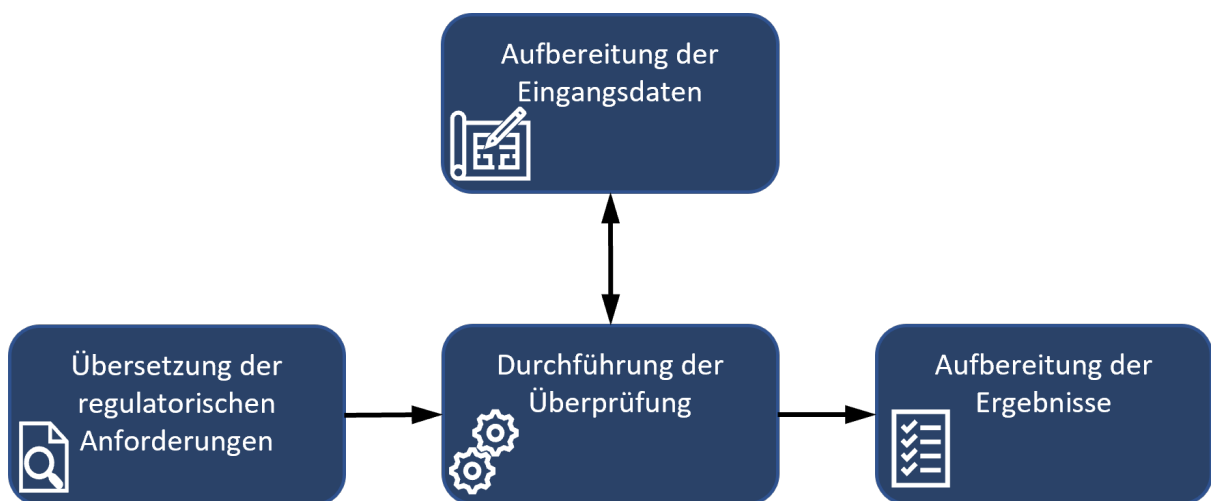 Aufbereitung der
Eingangsdaten
Übersetzung der
regulatorischen
Anforderungen
Durchführung der
Überprüfung
Aufbereitung der
Ergebnisse